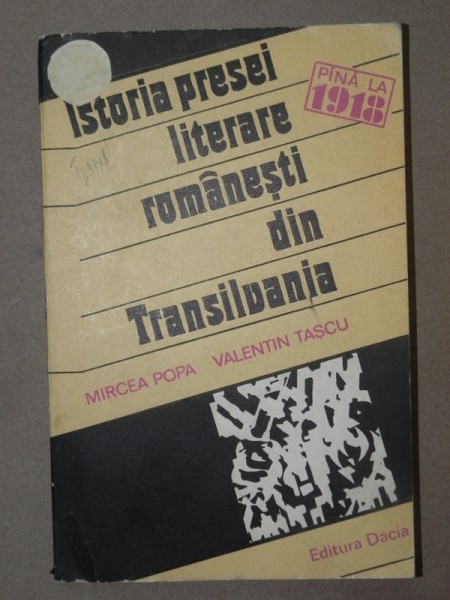 Istoria presei
literare
românești
din
Transilvania
PÎNĂ LA
1918
MIRCEA POPA VALENTIN TAȘCU
Editura Dacia